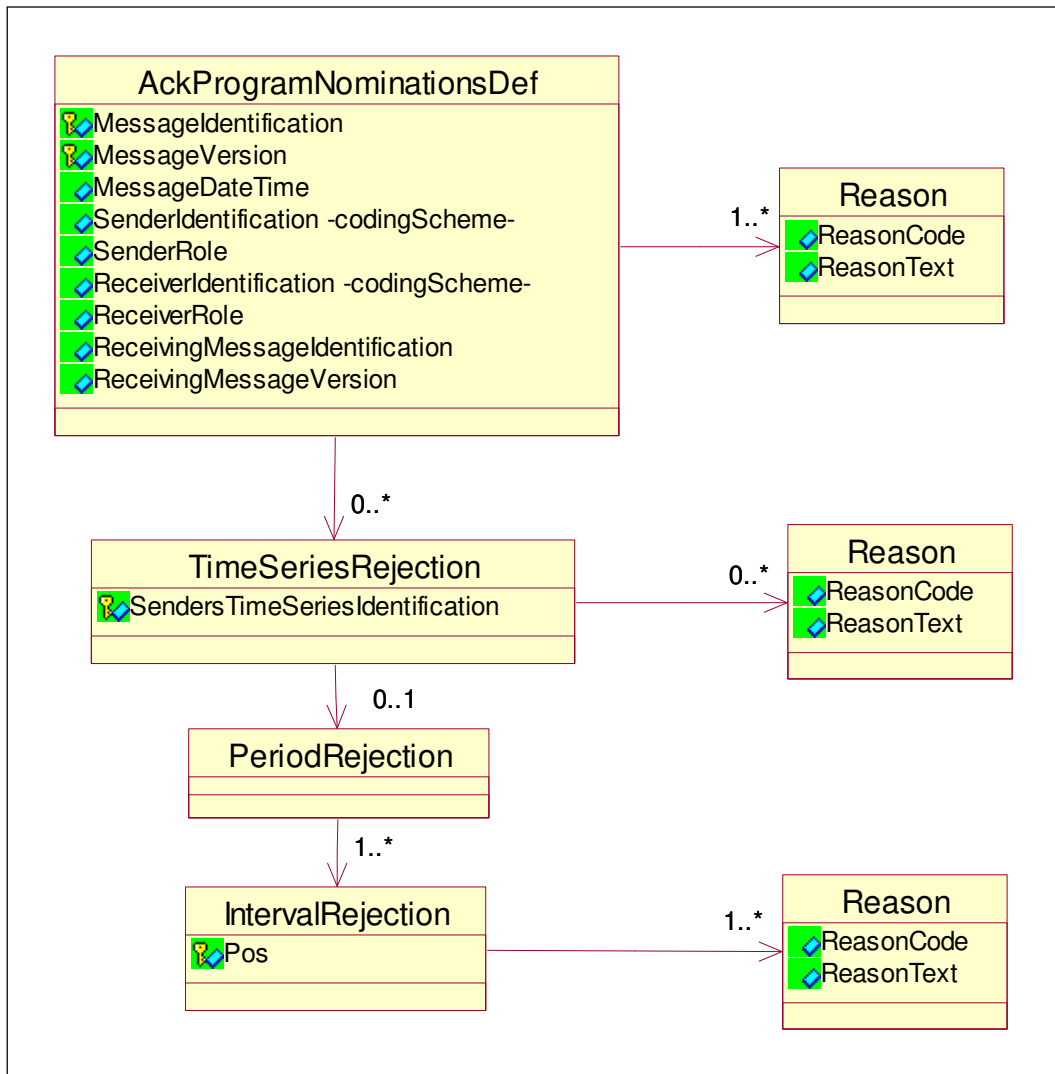 AckProgramNominationsDef
MessageIdentification
MessageVersion
MessageDateTime
SenderIdentification -codingScheme-
SenderRole
ReceiverIdentification -codingScheme-
ReceiverRole
ReceivingMessageIdentification
ReceivingMessageVersion
1..*
Reason
ReasonCode
ReasonText
0..*
TimeSeriesRejection
SendersTimeSeriesIdentification
0..*
Reason
ReasonCode
ReasonText
0..1
PeriodRejection
1..*
IntervalRejection
Pos
1..*
Reason
ReasonCode
ReasonText